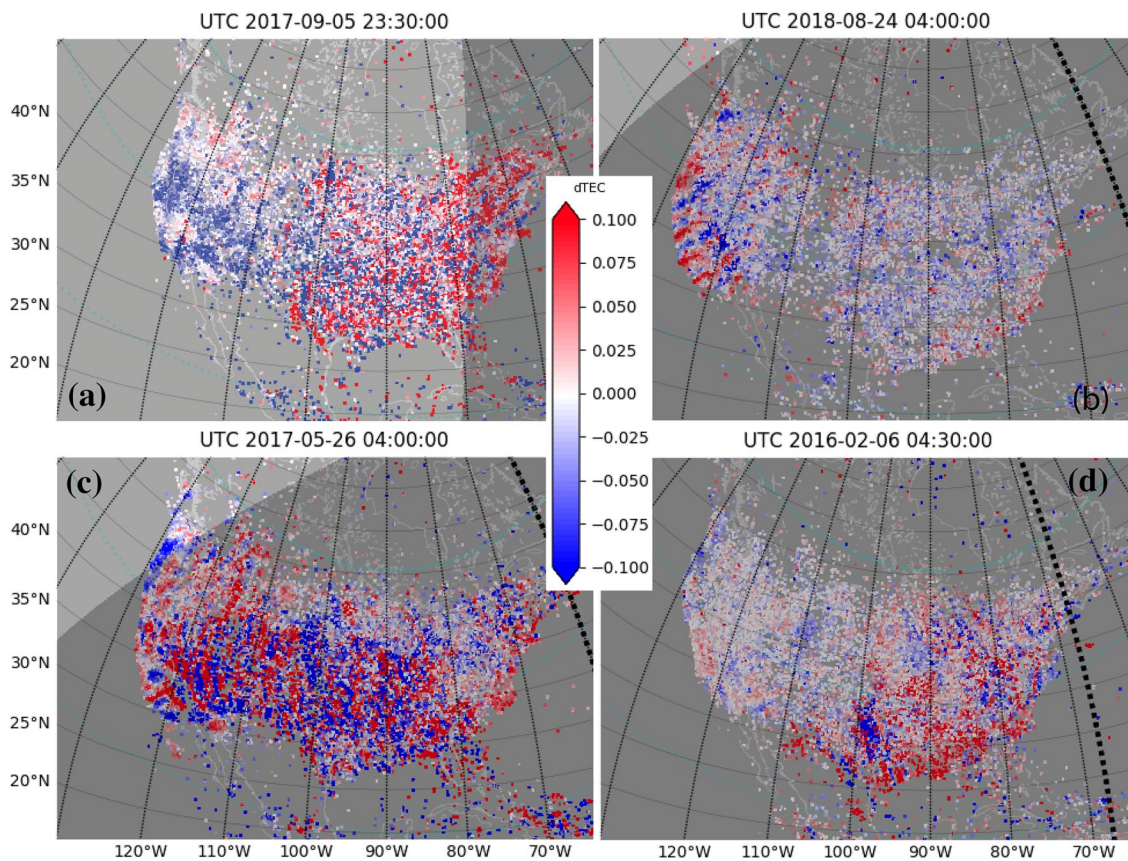 UTC 2017-09-05 23:30:00
UTC 2018-08-24 04:00:00
40°N
35°N
30°N
25°N
20°N
(a)
(b)
dTEC
0.100
0.075
0.050
0.025
0.000
−0.025
−0.050
−0.075
−0.100
UTC 2017-05-26 04:00:00
UTC 2016-02-06 04:30:00
(c)
(d)
40°N
35°N
30°N
25°N
20°N
120°W 110°W 100°W 90°W 80°W 70°W
120°W 110°W 100°W 90°W 80°W 70°W